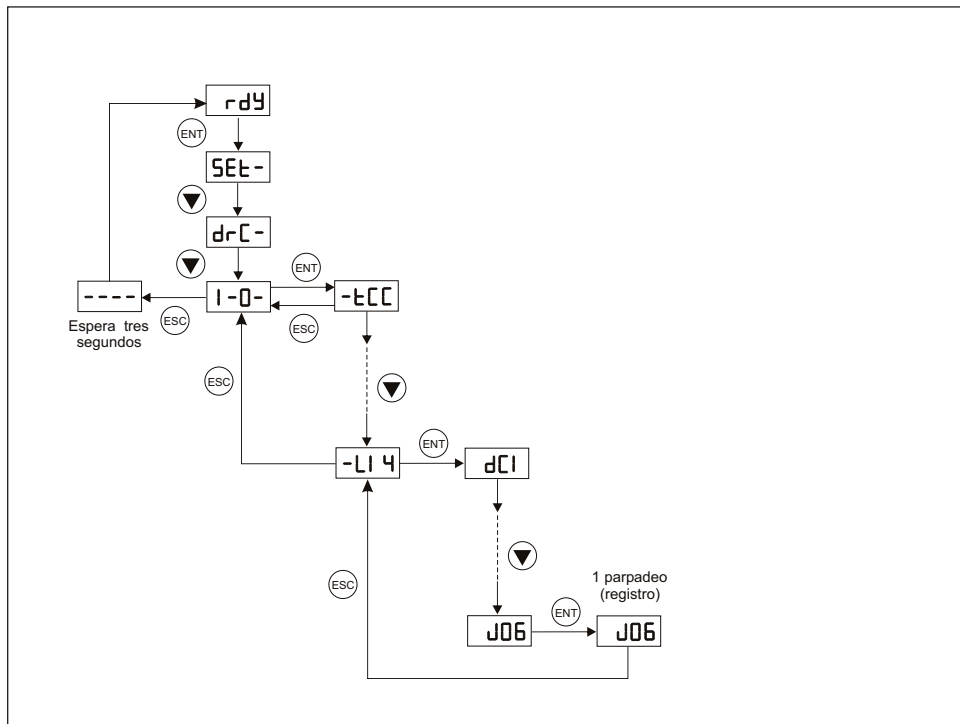 rdY
ENT
SEt-
drC-
ENT
----
I-O-
-tCC
Espera tres
segundos
ESC
ESC
ESC
ENT
-LI4
dCI
ESC
1 parpadeo
(registro)
ENT
JOG
JOG